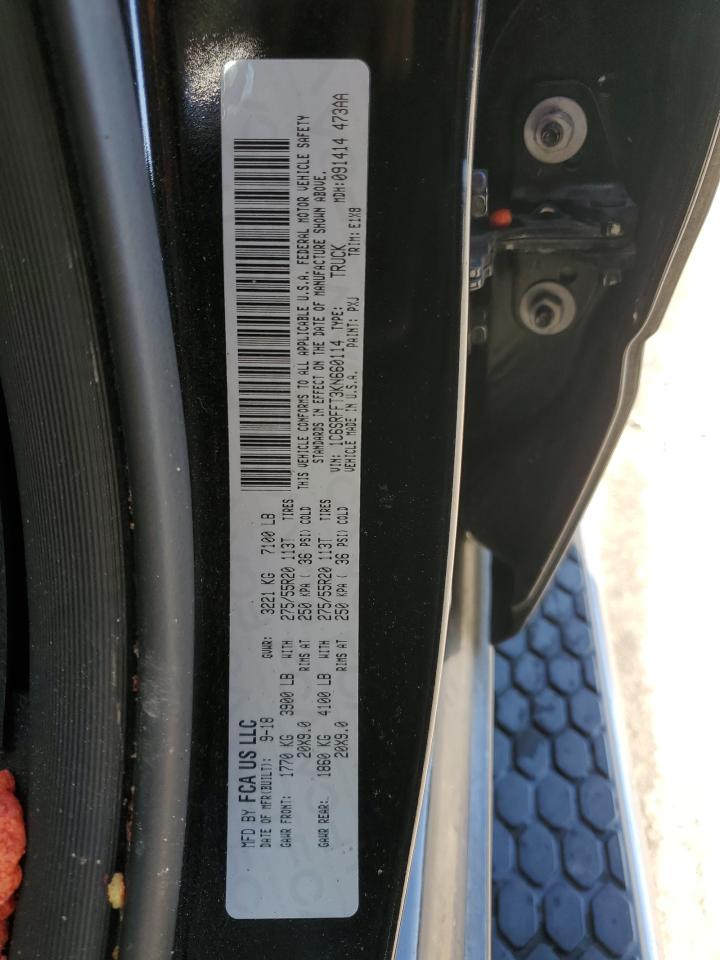 MFD BY FCA US LLC
DATE OF MFR(BUILT): 9-18 GVWR: 3221 KG 7100 LB
GAWR FRONT: 1770 KG 3900 LB WITH 275/55R20 113T TIRES
20X9.0 RIMS AT 250 KPA ( 36 PSI) COLD
GAWR REAR: 1860 KG 4100 LB WITH 275/55R20 113T TIRES
20X9.0 RIMS AT 250 KPA ( 36 PSI) COLD
THIS VEHICLE CONFORMS TO ALL APPLICABLE U.S.A. FEDERAL MOTOR VEHICLE SAFETY
STANDARDS IN EFFECT ON THE DATE OF MANUFACTURE SHOWN ABOVE.
VIN: 1C6SRFFT3KN660114 TYPE: TRUCK MDH:091414 473AA
VEHICLE MADE IN U.S.A. PAINT: PXJ TRIM: E1X8